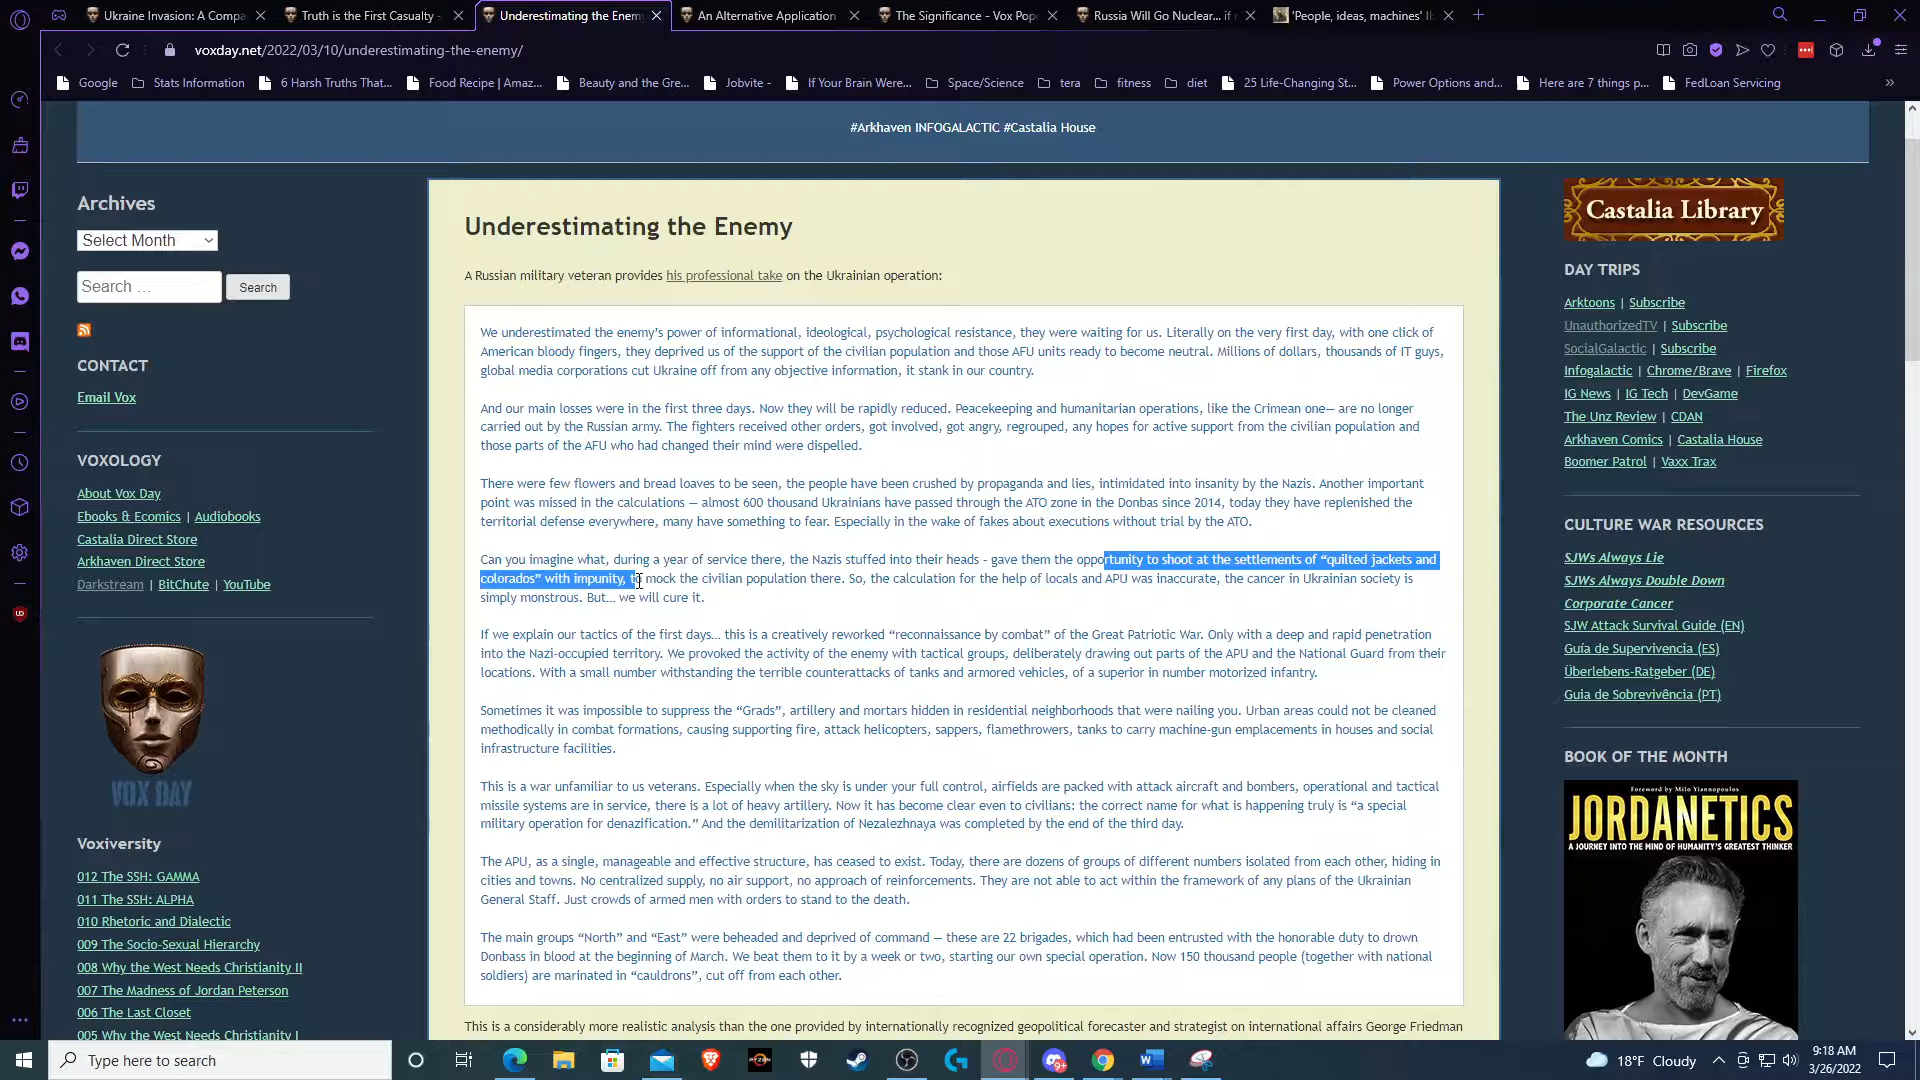 Ukraine Invasion: A Compa
Truth is the First Casualty -
Underestimating the Enem
An Alternative Application
The Significance - Vox Pop
Russia Will Go Nuclear... if
'People, ideas, machines' II
voxday.net/2022/03/10/underestimating-the-enemy/
Google
Stats Information
6 Harsh Truths That...
Food Recipe | Amaz...
Beauty and the Gre...
Jobvite -
If Your Brain Were...
Space/Science
tera
fitness
diet
25 Life-Changing St...
Power Options and...
Here are 7 things p...
FedLoan Servicing
#Arkhaven INFOGALACTIC #Castalia House
Archives
Select Month
Search …
Search
CONTACT
Email Vox
VOXOLOGY
About Vox Day
Ebooks & Ecomics | Audiobooks
Castalia Direct Store
Arkhaven Direct Store
Darkstream | BitChute | YouTube
VOX DAY
Voxiversity
012 The SSH: GAMMA
011 The SSH: ALPHA
010 Rhetoric and Dialectic
009 The Socio-Sexual Hierarchy
008 Why the West Needs Christianity II
007 The Madness of Jordan Peterson
006 The Last Closet
005 Why the West Needs Christianity I
Underestimating the Enemy
A Russian military veteran provides his professional take on the Ukrainian operation:
We underestimated the enemy's power of informational, ideological, psychological resistance, they were waiting for us. Literally on the very first day, with one click of
American bloody fingers, they deprived us of the support of the civilian population and those AFU units ready to become neutral. Millions of dollars, thousands of IT guys,
global media corporations cut Ukraine off from any objective information, it stank in our country.
And our main losses were in the first three days. Now they will be rapidly reduced. Peacekeeping and humanitarian operations, like the Crimean one— are no longer
carried out by the Russian army. The fighters received other orders, got involved, got angry, regrouped, any hopes for active support from the civilian population and
those parts of the AFU who had changed their mind were dispelled.
There were few flowers and bread loaves to be seen, the people have been crushed by propaganda and lies, intimidated into insanity by the Nazis. Another important
point was missed in the calculations — almost 600 thousand Ukrainians have passed through the ATO zone in the Donbas since 2014, today they have replenished the
territorial defense everywhere, many have something to fear. Especially in the wake of fakes about executions without trial by the ATO.
Can you imagine what, during a year of service there, the Nazis stuffed into their heads – gave them the opportunity to shoot at the settlements of “quilted jackets and
colorados” with impunity, to mock the civilian population there. So, the calculation for the help of locals and APU was inaccurate, the cancer in Ukrainian society is
simply monstrous. But… we will cure it.
If we explain our tactics of the first days… this is a creatively reworked “reconnaissance by combat” of the Great Patriotic War. Only with a deep and rapid penetration
into the Nazi-occupied territory. We provoked the activity of the enemy with tactical groups, deliberately drawing out parts of the APU and the National Guard from their
locations. With a small number withstanding the terrible counterattacks of tanks and armored vehicles, of a superior in number motorized infantry.
Sometimes it was impossible to suppress the “Grads”, artillery and mortars hidden in residential neighborhoods that were nailing you. Urban areas could not be cleaned
methodically in combat formations, causing supporting fire, attack helicopters, sappers, flamethrowers, tanks to carry machine-gun emplacements in houses and social
infrastructure facilities.
This is a war unfamiliar to us veterans. Especially when the sky is under your full control, airfields are packed with attack aircraft and bombers, operational and tactical
missile systems are in service, there is a lot of heavy artillery. Now it has become clear even to civilians: the correct name for what is happening truly is “a special
military operation for denazification.” And the demilitarization of Nezalezhnaya was completed by the end of the third day.
The APU, as a single, manageable and effective structure, has ceased to exist. Today, there are dozens of groups of different numbers isolated from each other, hiding in
cities and towns. No centralized supply, no air support, no approach of reinforcements. They are not able to act within the framework of any plans of the Ukrainian
General Staff. Just crowds of armed men with orders to stand to the death.
The main groups “North” and “East” were beheaded and deprived of command — these are 22 brigades, which had been entrusted with the honorable duty to drown
Donbass in blood at the beginning of March. We beat them to it by a week or two, starting our own special operation. Now 150 thousand people (together with national
soldiers) are marinated in “cauldrons”, cut off from each other.
This is a considerably more realistic analysis than the one provided by internationally recognized geopolitical forecaster and strategist on international affairs George Friedman
Castalia Library
DAY TRIPS
Arktoons | Subscribe
UnauthorizedTV | Subscribe
SocialGalactic | Subscribe
Infogalactic | Chrome/Brave | Firefox
IG News | IG Tech | DevGame
The Unz Review | CDAN
Arkhaven Comics | Castalia House
Boomer Patrol | Vaxx Trax
CULTURE WAR RESOURCES
SJWs Always Lie
SJWs Always Double Down
Corporate Cancer
SJW Attack Survival Guide (EN)
Guía de Supervivencia (ES)
Überlebens-Ratgeber (DE)
Guia de Sobrevivência (PT)
BOOK OF THE MONTH
Foreword by Milo Yiannopoulos
JORDANETICS
A JOURNEY INTO THE MIND OF HUMANITY'S GREATEST THINKER
Type here to search
18°F Cloudy
9:18 AM
3/26/2022